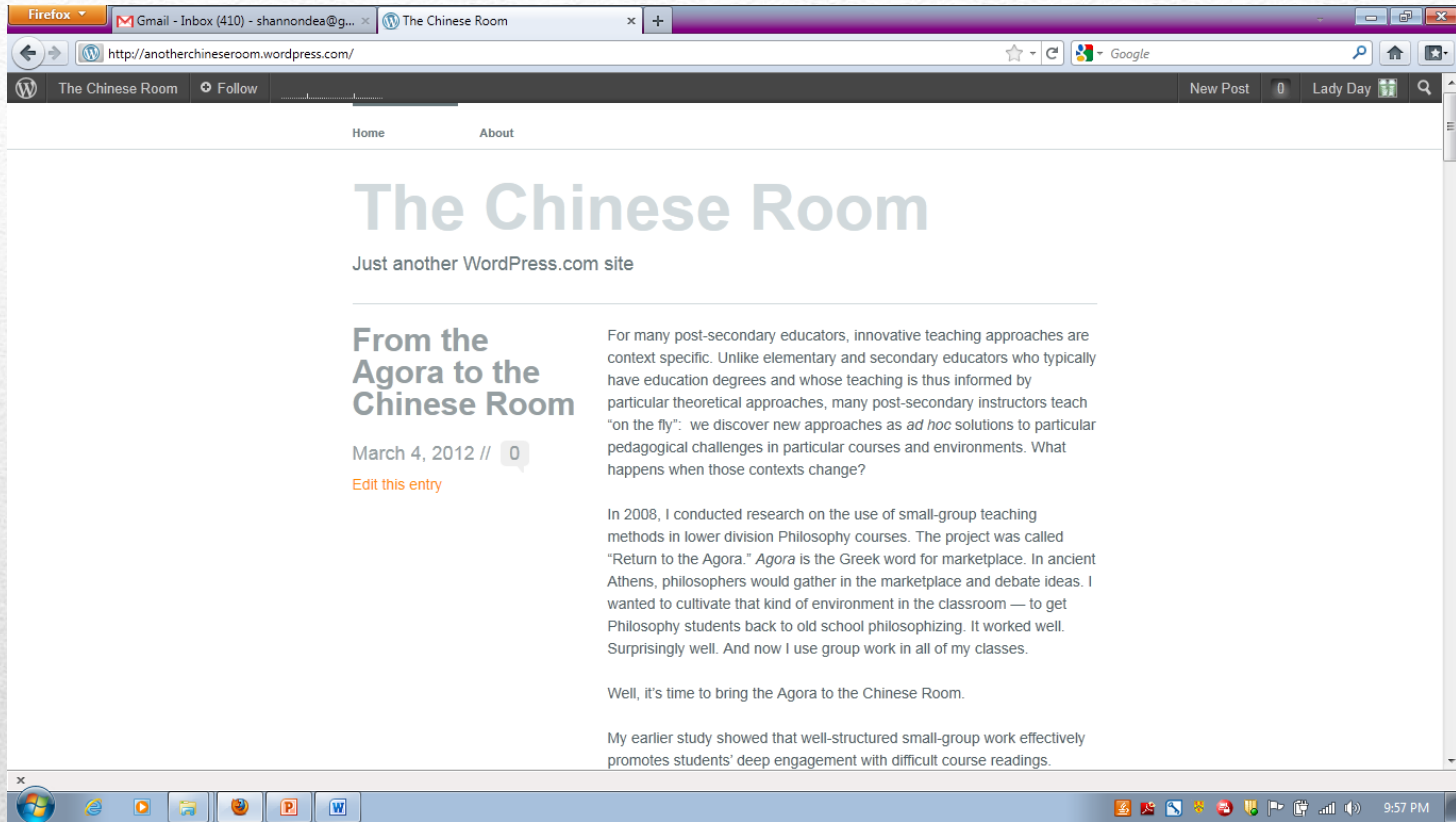 Firefox
Gmail - Inbox (410) - shannondea@g...
The Chinese Room
http://anotherchineseroom.wordpress.com/
Google
The Chinese Room
Follow
New Post
0
Lady Day
Home
About
The Chinese Room
Just another WordPress.com site
From the
Agora to the
Chinese Room
March 4, 2012 // 0
Edit this entry
For many post-secondary educators, innovative teaching approaches are
context specific. Unlike elementary and secondary educators who typically
have education degrees and whose teaching is thus informed by
particular theoretical approaches, many post-secondary instructors teach
“on the fly”:  we discover new approaches as ad hoc solutions to particular
pedagogical challenges in particular courses and environments. What
happens when those contexts change?
In 2008, I conducted research on the use of small-group teaching
methods in lower division Philosophy courses. The project was called
“Return to the Agora.” Agora is the Greek word for marketplace. In ancient
Athens, philosophers would gather in the marketplace and debate ideas. I
wanted to cultivate that kind of environment in the classroom — to get
Philosophy students back to old school philosophizing. It worked well.
Surprisingly well. And now I use group work in all of my classes.
Well, it’s time to bring the Agora to the Chinese Room.
My earlier study showed that well-structured small-group work effectively
promotes students’ deep engagement with difficult course readings.
9:57 PM